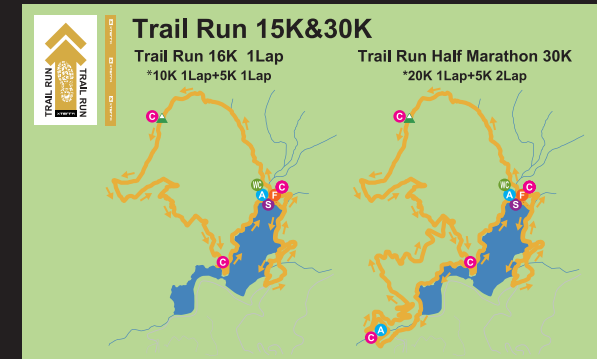 Trail Run 15K&30K
Trail Run 16K 1Lap
*10K 1Lap+5K 1Lap
Trail Run Half Marathon 30K
*20K 1Lap+5K 2Lap
TRAIL RUN
TRAIL RUN
XTERRA
C
WC
A
F
C
S
C
C
WC
A
F
C
S
C
A
C